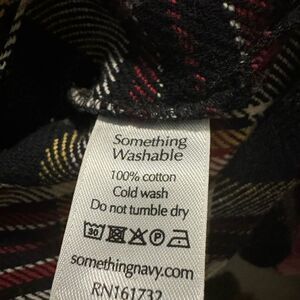 Something
Washable
100% cotton
Cold wash
Do not tumble dry
30 P
somethingnavy.com
RN161732